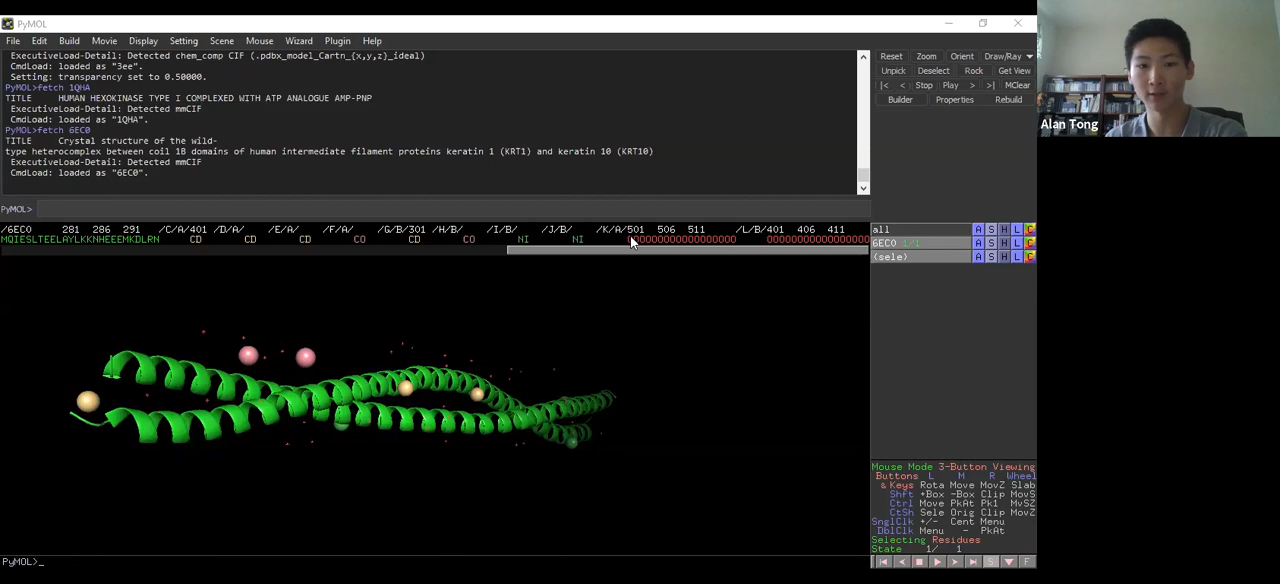 PyMOL
File Edit Build Movie Display Setting Scene Mouse Wizard Plugin Help
ExecutiveLoad-Detail: Detected chem_comp CIF (.pdbx_model_Cartn_{x,y,z}_ideal)
CmdLoad: loaded as "3ee".
Setting: transparency set to 0.50000.
PyMOL>fetch 1QHA
TITLE HUMAN HEXOKINASE TYPE I COMPLEXED WITH ATP ANALOGUE AMP-PNP
ExecutiveLoad-Detail: Detected mmCIF
CmdLoad: loaded as "1QHA".
PyMOL>fetch 6EC0
TITLE Crystal structure of the wild-
type heterocomplex between coil 1B domains of human intermediate filament proteins keratin 1 (KRT1) and keratin 10 (KRT10)
ExecutiveLoad-Detail: Detected mmCIF
CmdLoad: loaded as "6EC0".
PyMOL>
Reset Zoom Orient Draw/Ray
Unpick Deselect Rock Get View
|< < Stop Play > >| MClear
Builder Properties Rebuild
Alan Tong
/6EC0 281 286 291 /C/A/401 /D/A/ /E/A/ /F/A/ /G/B/301 /H/B/ /I/B/ /J/B/ /K/A/501 506 511 /L/B/401 406 411
MQIESLTEELAYLKKNHEEEMKDLRN CD CD CD CO CD CO NI NI
all A S H L C
6EC0 1/1 A S H L C
(sele) A S H L C
Mouse Mode 3-Button Viewing
Buttons L M R Wheel
& Keys Rota Move MovZ Slab
Shft +Box -Box Clip MovS
Ctrl Move PkAt Pk1 MvSZ
CtSh Sele Orig Clip MovZ
SnglClk +/- Cent Menu
DblClk Menu - PkAt
Selecting Residues
State 1/ 1
PyMOL>_
S F